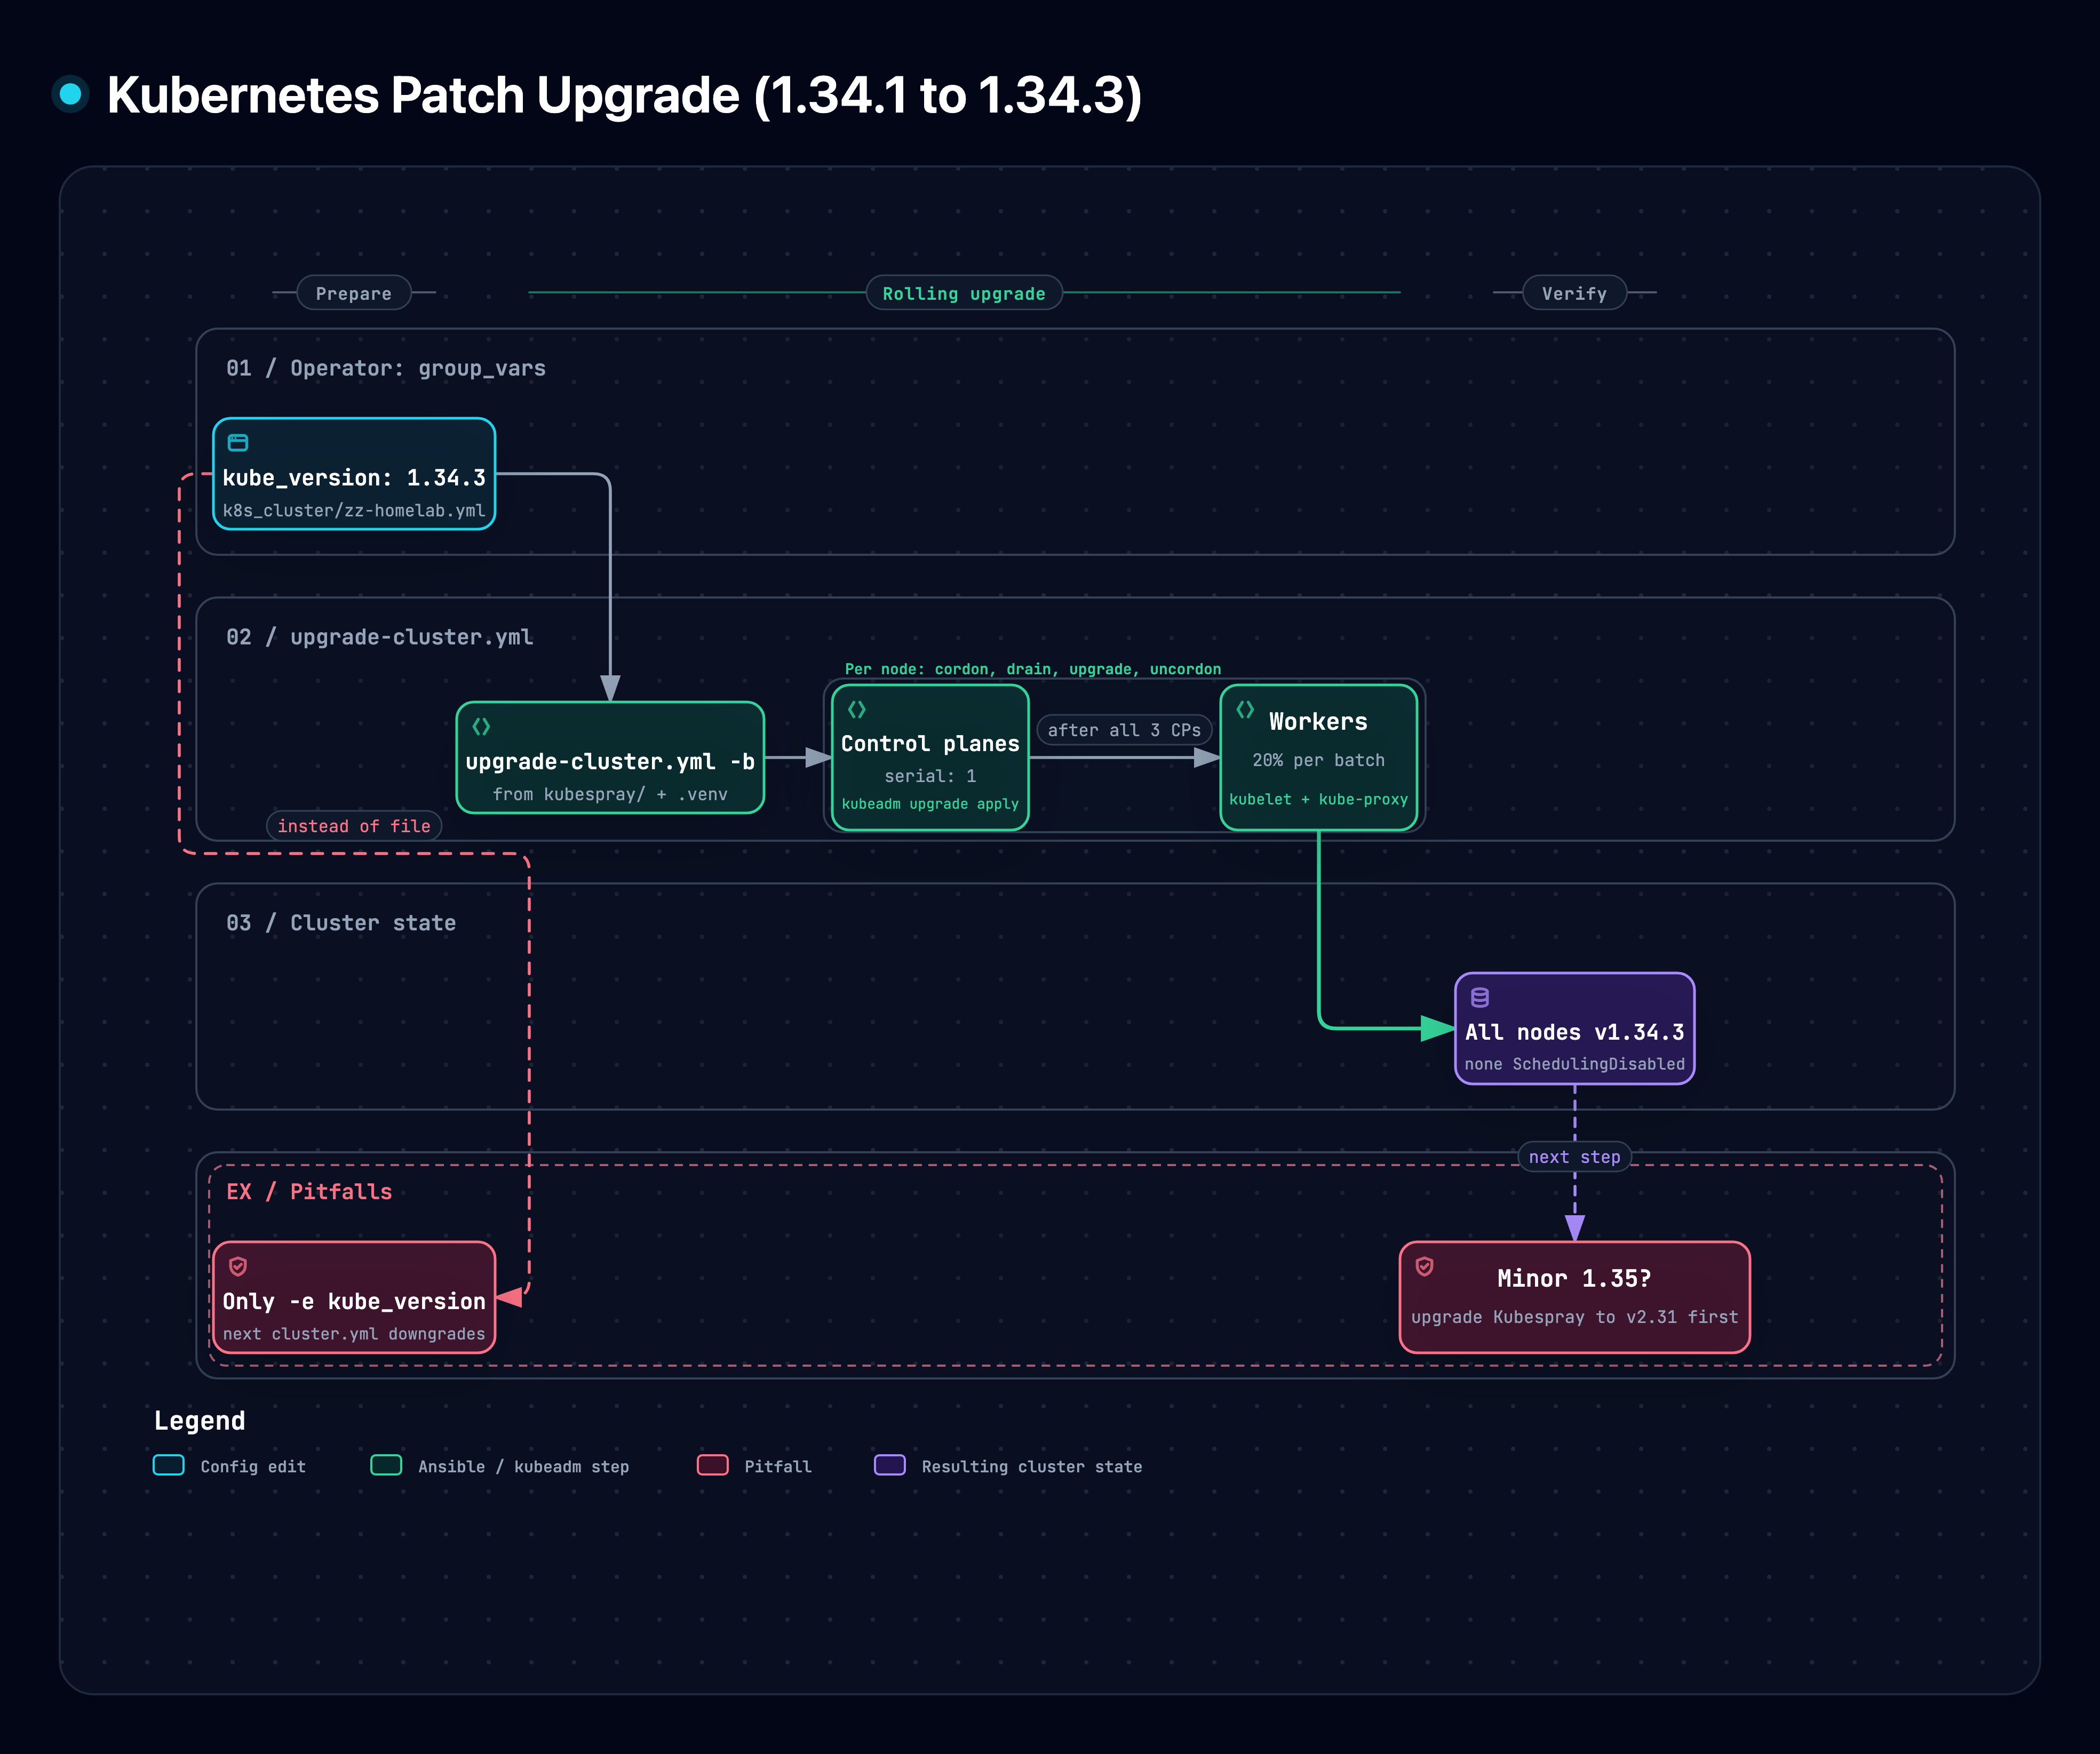 Kubernetes Patch Upgrade (1.34.1 to 1.34.3)
Prepare
Rolling upgrade
Verify
01 / Operator: group_vars
kube_version: 1.34.3
k8s_cluster/zz-homelab.yml
02 / upgrade-cluster.yml
Per node: cordon, drain, upgrade, uncordon
upgrade-cluster.yml -b
from kubespray/ + .venv
Control planes
serial: 1
kubeadm upgrade apply
after all 3 CPs
Workers
20% per batch
kubelet + kube-proxy
instead of file
03 / Cluster state
All nodes v1.34.3
none SchedulingDisabled
next step
EX / Pitfalls
Only -e kube_version
next cluster.yml downgrades
Minor 1.35?
upgrade Kubespray to v2.31 first
Legend
Config edit
Ansible / kubeadm step
Pitfall
Resulting cluster state